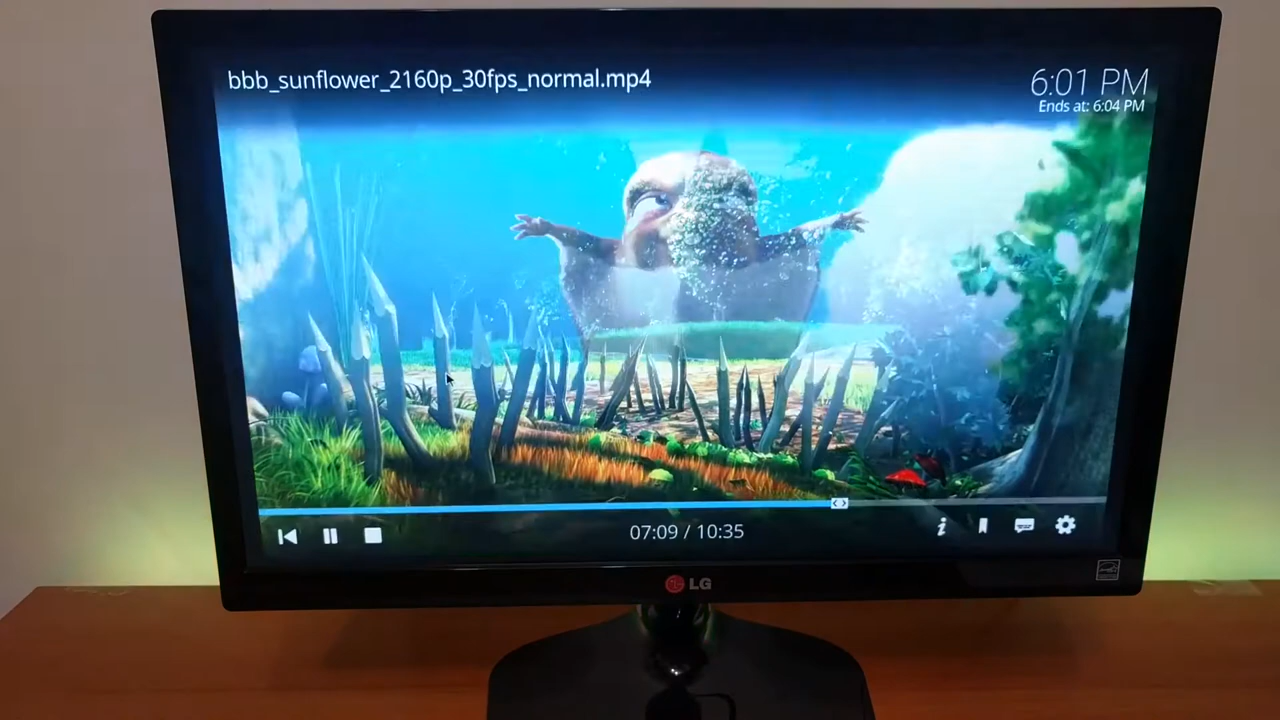 bbb_sunflower_2160p_30fps_normal.mp4
6:01 PM
Ends at: 6:04 PM
07:09 / 10:35
LG